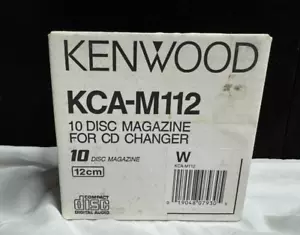 KENWOOD
KCA-M112
10 DISC MAGAZINE
FOR CD CHANGER
10 DISC MAGAZINE
12cm
W
KCA-M112
COMPACT
disc
DIGITAL AUDIO